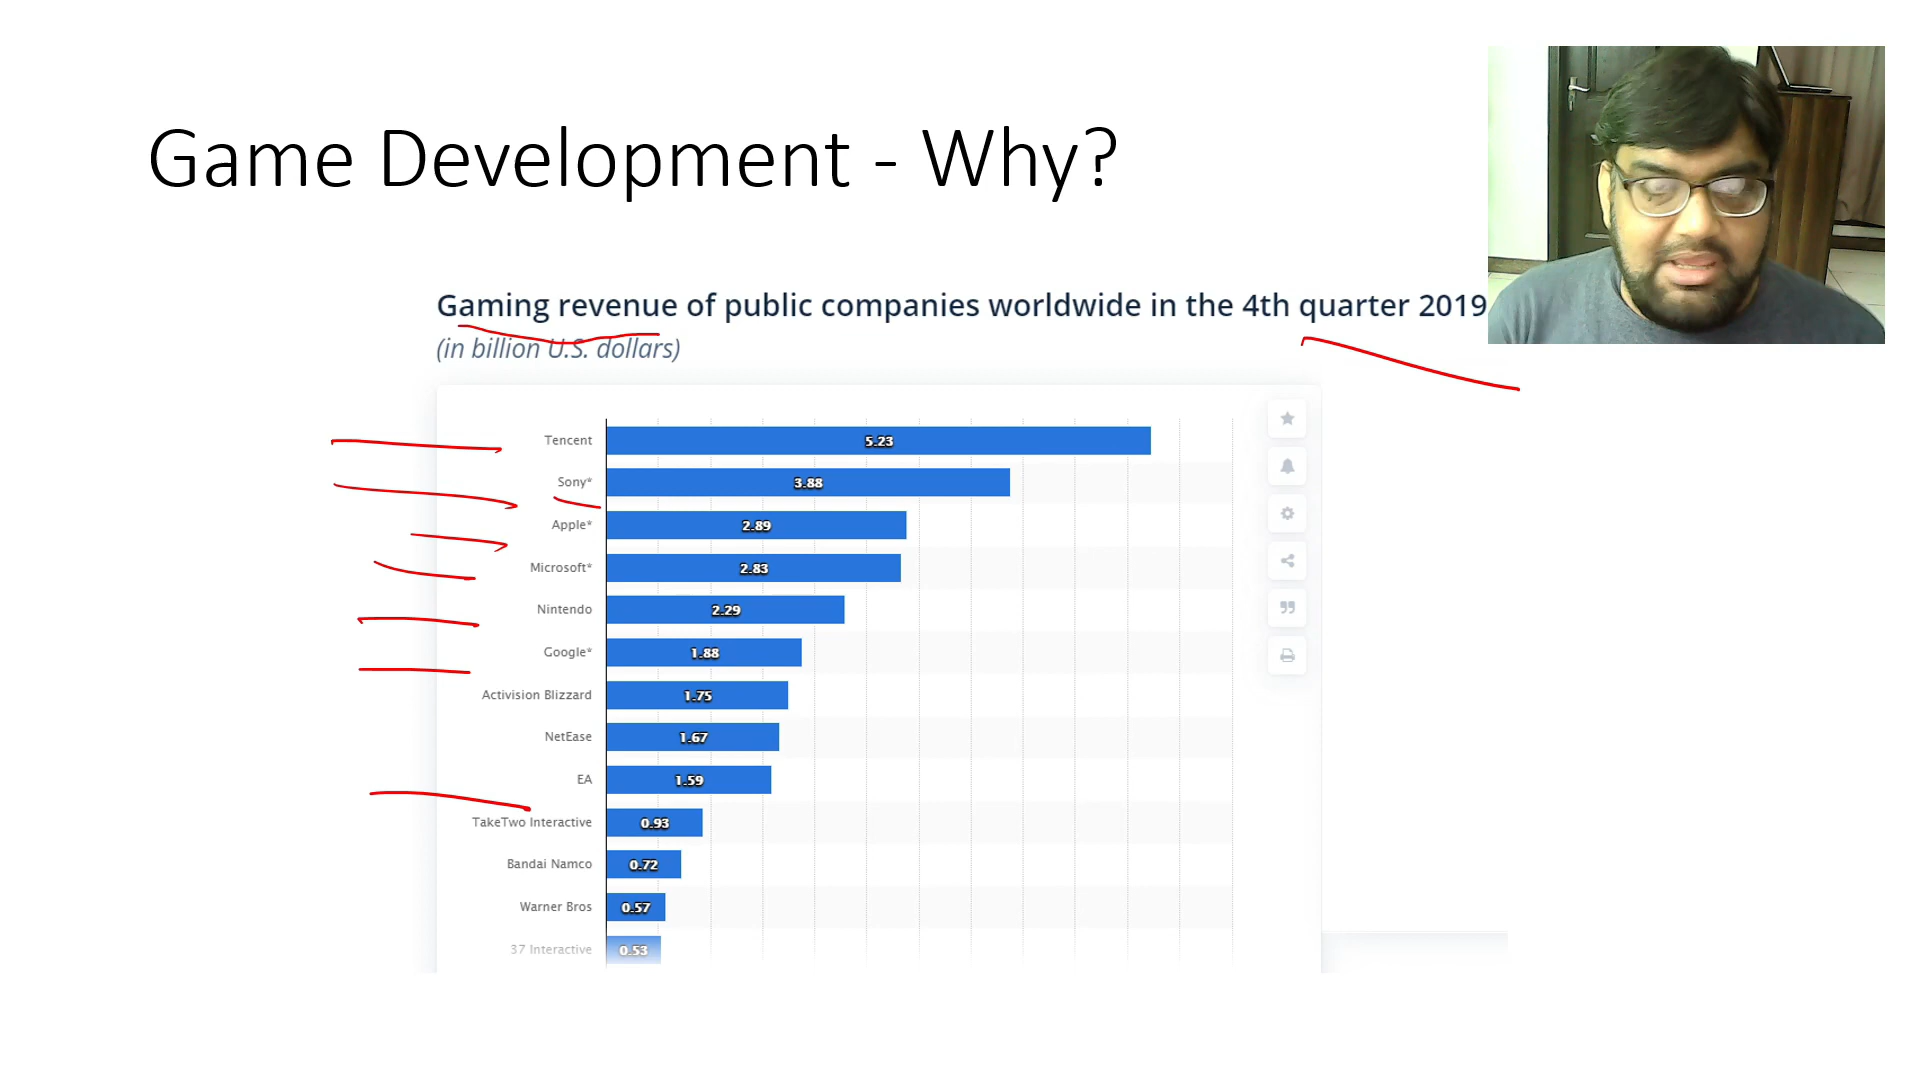 Game Development - Why?
Gaming revenue of public companies worldwide in the 4th quarter 2019
(in billion U.S. dollars)
Tencent 5.23
Sony* 3.88
Apple* 2.89
Microsoft* 2.83
Nintendo 2.29
Google* 1.88
Activision Blizzard 1.75
NetEase 1.67
EA 1.59
TakeTwo Interactive 0.93
Bandai Namco 0.72
Warner Bros 0.57
37 Interactive 0.53